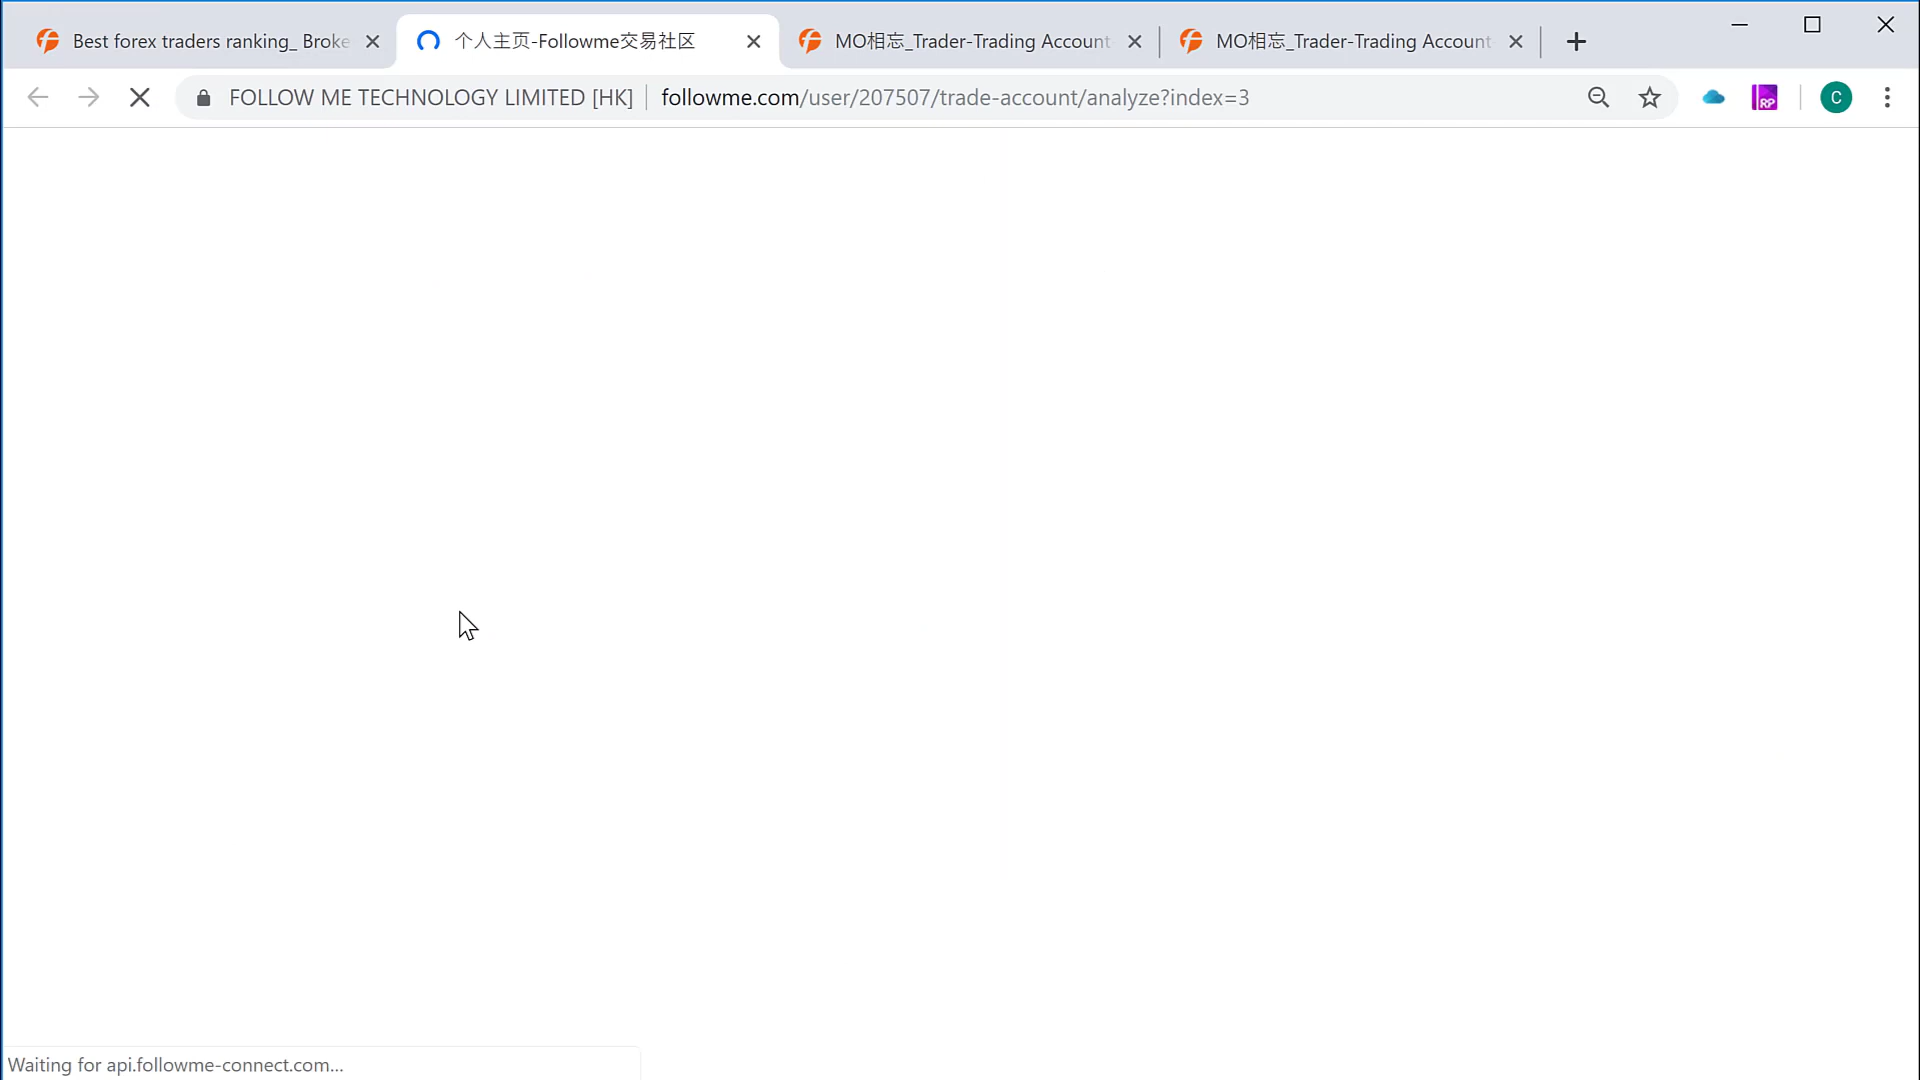 Best forex traders ranking_ Broke
个人主页-Followme交易社区
MO相忘_Trader-Trading Account
MO相忘_Trader-Trading Account
FOLLOW ME TECHNOLOGY LIMITED [HK]
followme.com/user/207507/trade-account/analyze?index=3
RP
C
Waiting for api.followme-connect.com...